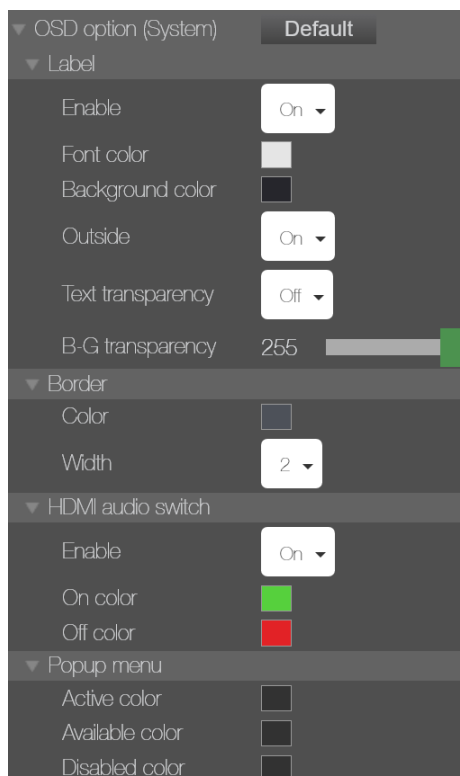 OSD option (System) Default
Label
Enable On
Font color
Background color
Outside On
Text transparency Off
B-G transparency 255
Border
Color
Width 2
HDMI audio switch
Enable On
On color
Off color
Popup menu
Active color
Available color
Disabled color